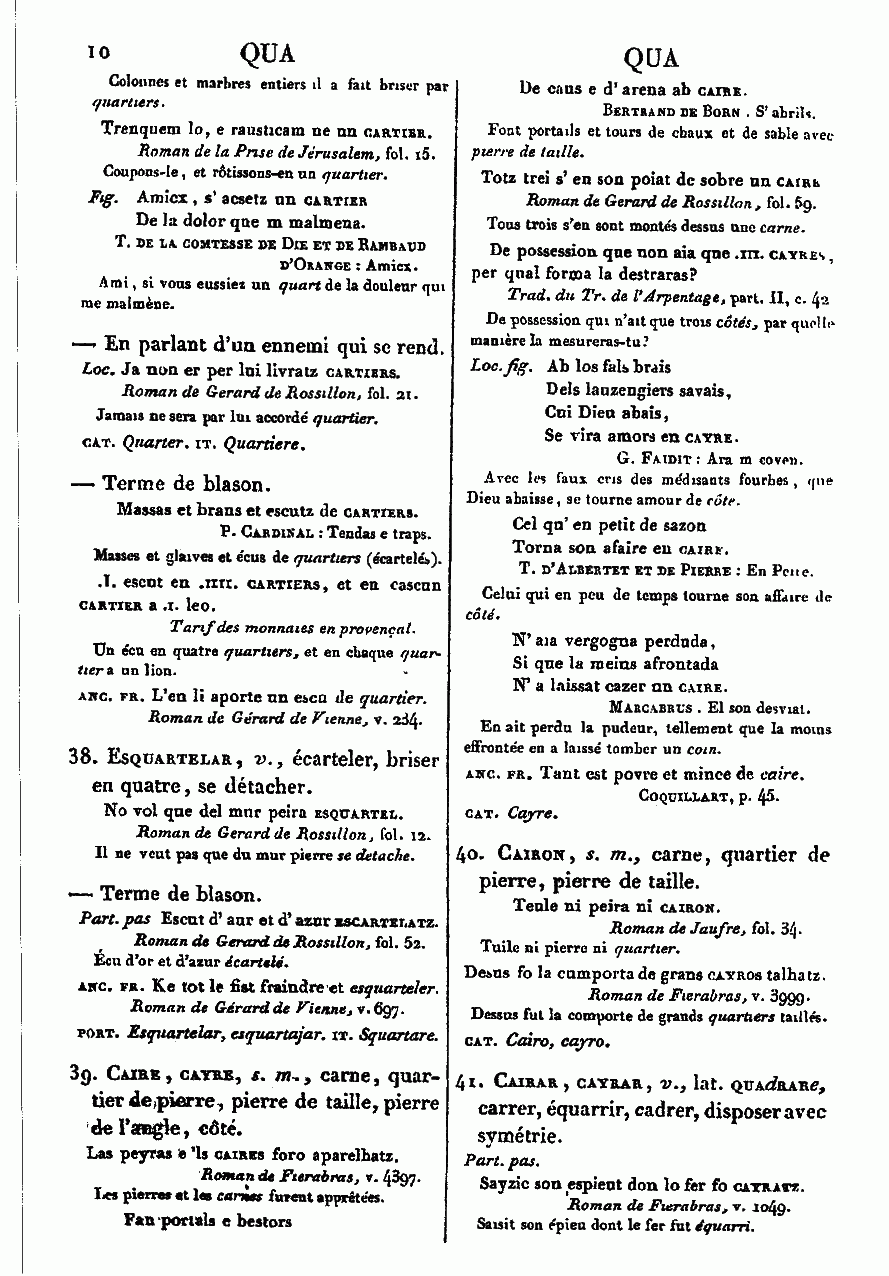 10 QUA QUA
Colonnes et marbres entiers il a fait briser par
quartiers.
Trenquem lo, e rausticam ne un CARTIER.
Roman de la Prise de Jérusalem, fol. 15.
Coupons-le, et rôtissons-en un quartier.
Fig. Amicx, s' acsetz un CARTIER
De la dolor que m malmena.
T. DE LA COMTESSE DE DIE ET DE RAMBAUD
D'ORANGE : Amicx.
Ami, si vous eussiez un quart de la douleur qui
me malmène.
— En parlant d'un ennemi qui se rend.
Loc. Ja non er per lui livratz CARTIERS.
Roman de Gerard de Rossillon, fol. 21.
Jamais ne sera par lui accordé quartier.
CAT. Quarter. IT. Quartiere.
— Terme de blason.
Massas et brans et escutz de CARTIERS.
P. CARDINAL : Tendas e traps.
Masses et glaives et écus de quartiers (écartelés).
.I. escut en .IIII. CARTIERS, et en cascun
CARTIER a .I. leo.
Tarif des monnaies en provençal.
Un écu en quatre quartiers, et en chaque quar-
tier a un lion.
ANC. FR. L'en li aporte un escu de quartier.
Roman de Gérard de Vienne, v. 234.
38. ESQUARTELAR, v., écarteler, briser
en quatre, se détacher.
No vol que del mur peira ESQUARTEL.
Roman de Gerard de Rossillon, fol. 12.
Il ne veut pas que du mur pierre se detache.
— Terme de blason.
Part. pas Escut d' aur et d' azur ESCARTELATZ.
Roman de Gerard de Rossillon, fol. 52.
Écu d'or et d'azur écartelé.
ANC. FR. Ke tot le fist fraindre et esquarteler.
Roman de Gérard de Vienne, v. 697.
PORT. Esquartelar, esquartajar. IT. Squartare.
39. CAIRE, CAYRE, s. m., carne, quar-
tier de pierre, pierre de taille, pierre
de l'angle, côté.
Las peyras e 'ls CAIRES foro aparelhatz.
Roman de Fierabras, v. 4397.
Les pierres et les carnes furent apprêtées.
Fan portals e bestors
De caus e d' arena ab CAIRE.
BERTRAND DE BORN . S' abrils.
Font portails et tours de chaux et de sable avec
pierre de taille.
Totz trei s' en son poiat de sobre un CAIRE
Roman de Gerard de Rossillon, fol. 59.
Tous trois s'en sont montés dessus une carne.
De possession que non aia que .III. CAYRES,
per qual forma la destraras?
Trad. du Tr. de l'Arpentage, part. II, c. 42
De possession qui n'ait que trois côtés, par quelle
manière la mesureras-tu?
Loc. fig. Ab los fals brais
Dels lauzengiers savais,
Cui Dieu abais,
Se vira amors en CAYRE.
G. FAIDIT : Ara m coven.
Avec les faux cris des médisants fourbes, que
Dieu abaisse, se tourne amour de côté.
Cel qu' en petit de sazon
Torna son afaire en CAIRE.
T. D'ALBERTET ET DE PIERRE : En Peire.
Celui qui en peu de temps tourne son affaire de
côté.
N' aia vergogna perduda,
Si que la meins afrontada
N' a laissat cazer un CAIRE.
MARCABRUS . El son desviat.
En ait perdu la pudeur, tellement que la moins
effrontée en a laissé tomber un coin.
ANC. FR. Tant est povre et mince de caire.
COQUILLART, p. 45.
CAT. Cayre.
40. CAIRON, s. m., carne, quartier de
pierre, pierre de taille.
Teule ni peira ni CAIRON.
Roman de Jaufre, fol. 34.
Tuile ni pierre ni quartier.
Desus fo la cumporta de grans CAYROS talhatz.
Roman de Fierabras, v. 3999.
Dessus fut la comporte de grands quartiers taillés.
CAT. Cairo, cayro.
41. CAIRAR, CAYRAR, v., lat. QUAdRARe,
carrer, équarrir, cadrer, disposer avec
symétrie.
Part. pas.
Sayzic son espieut don lo fer fo CAYRATZ.
Roman de Fierabras, v. 1049.
Saisit son épieu dont le fer fut équarri.